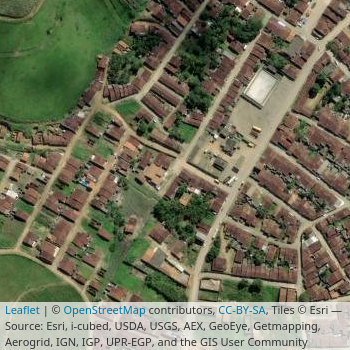 Leaflet | © OpenStreetMap contributors, CC-BY-SA, Tiles © Esri —
Source: Esri, i-cubed, USDA, USGS, AEX, GeoEye, Getmapping,
Aerogrid, IGN, IGP, UPR-EGP, and the GIS User Community